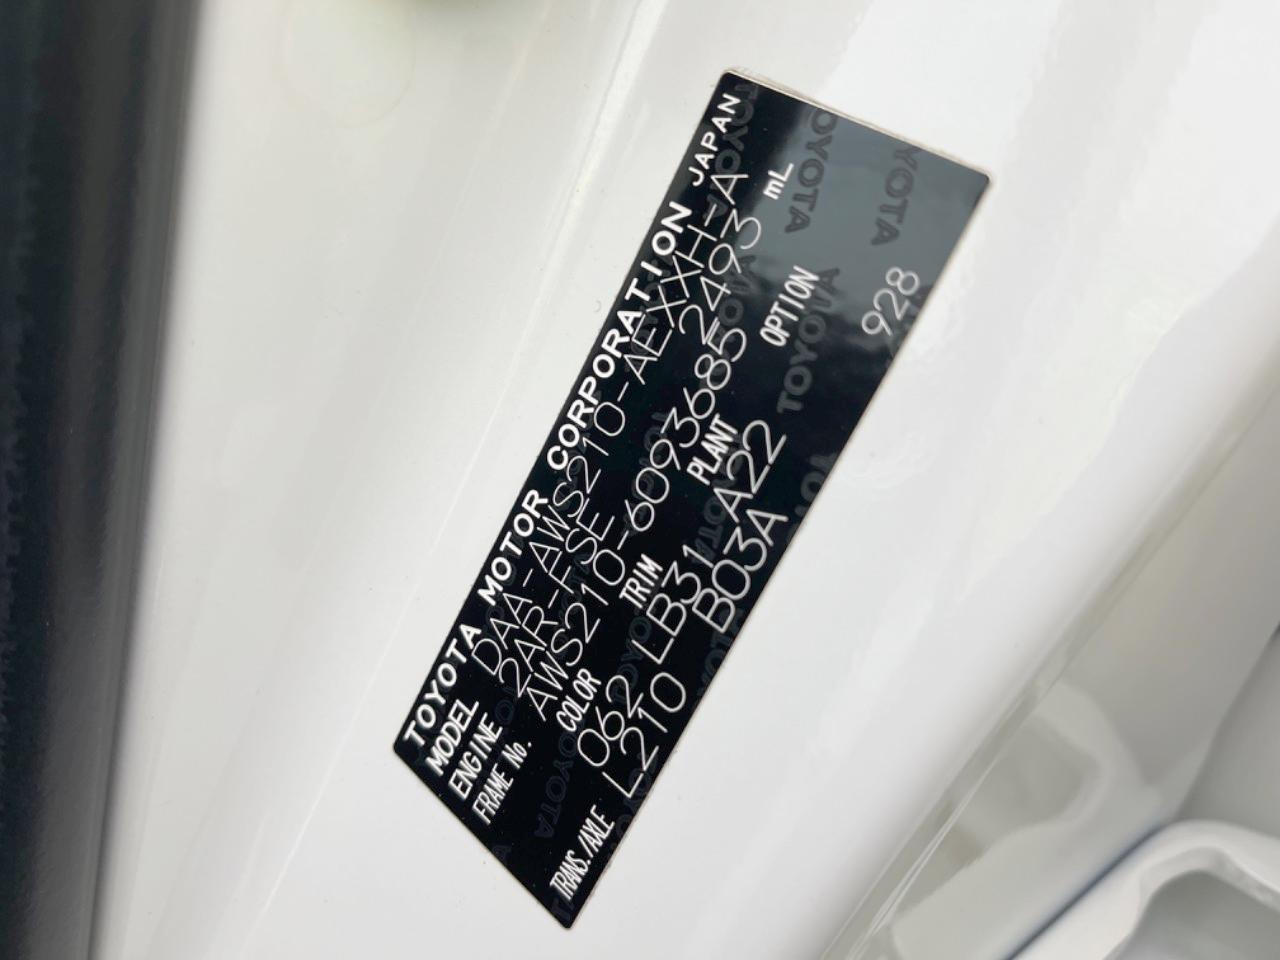 TOYOTA MOTOR CORPORATION JAPAN
MODEL DAA-AWS210-AEXXH-A
ENGINE 2AR-FSE 2493 mL
FRAME No. AWS210-6093685
COLOR TRIM PLANT OPTION
062 LB31 A22 928
TRANS./AXLE L210 B03A